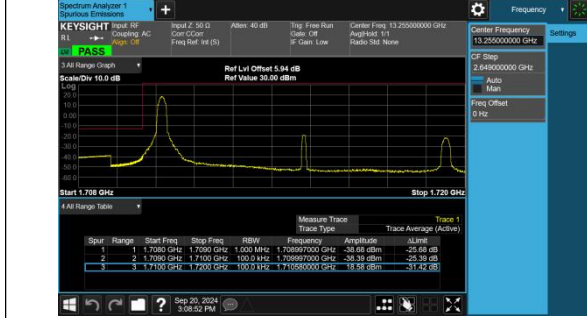 Spectrum Analyzer 1
Spurious Emissions
Frequency
Settings
KEYSIGHT Input: RF
Coupling: AC
Align: Off
Input Z: 50 Ω
Corr CCorr
Freq Ref: Int (S)
Atten: 40 dB
Trig: Free Run
Gate: Off
IF Gain: Low
Center Freq: 13.255000000 GHz
Avg|Hold: 1/1
Radio Std: None
RL
PASS
Center Frequency
13.255000000 GHz
CF Step
2.649000000 GHz
Auto
Man
Freq Offset
0 Hz
3 All Range Graph
Scale/Div 10.0 dB
Ref Lvl Offset 5.94 dB
Ref Value 30.00 dBm
Log
20.0
10.0
0.0
-10.0
-20.0
-30.0
-40.0
-50.0
-60.0
Start 1.708 GHz
Stop 1.720 GHz
4 All Range Table
Measure Trace Trace 1
Trace Type Trace Average (Active)
Spur Range Start Freq Stop Freq RBW Frequency Amplitude ΔLimit
1 1 1.7080 GHz 1.7090 GHz 1.000 MHz 1.708997000 GHz -38.68 dBm -25.68 dB
2 2 1.7090 GHz 1.7100 GHz 100.0 kHz 1.709997000 GHz -38.39 dBm -25.39 dB
3 3 1.7100 GHz 1.7200 GHz 100.0 kHz 1.710580000 GHz 18.58 dBm -31.42 dB
Sep 20, 2024
3:08:52 PM